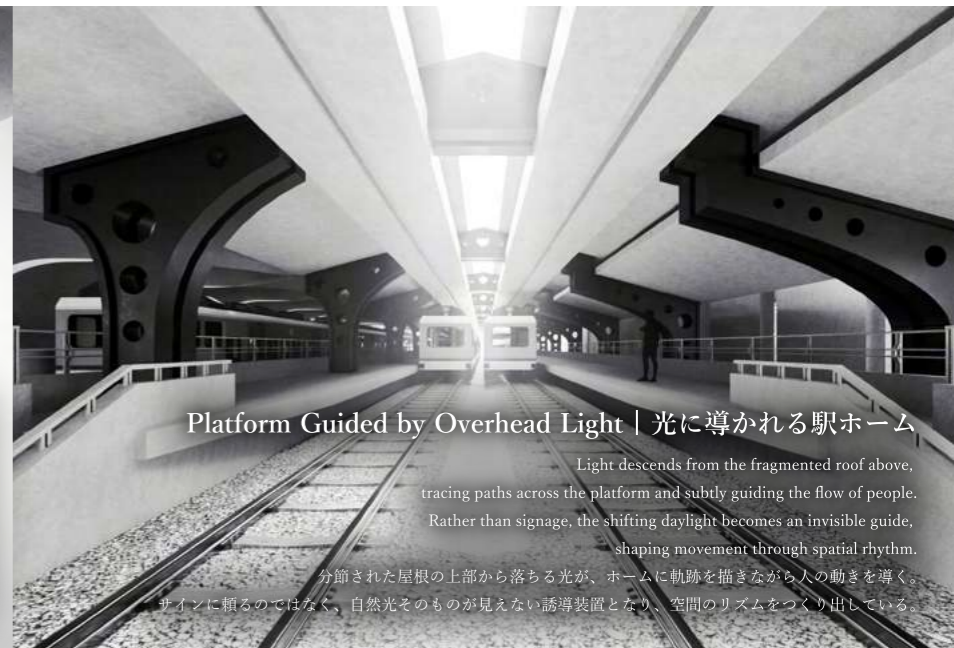 Platform Guided by Overhead Light｜光に導かれる駅ホーム
Light descends from the fragmented roof above,
tracing paths across the platform and subtly guiding the flow of people.
Rather than signage, the shifting daylight becomes an invisible guide,
shaping movement through spatial rhythm.
分節された屋根の上部から落ちる光が、ホームに軌跡を描きながら人の動きを導く。
サインに頼るのではなく、自然光そのものが見えない誘導装置となり、空間のリズムをつくり出している。